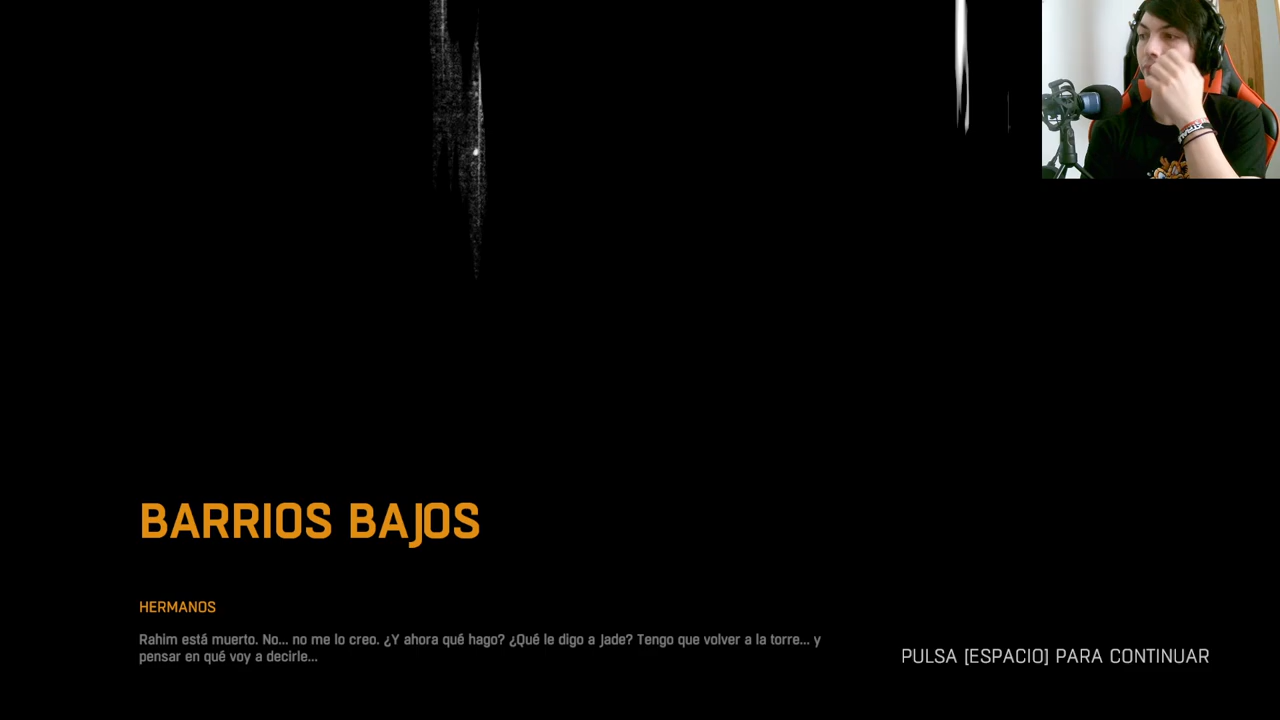 BARRIOS BAJOS
HERMANOS
Rahim está muerto. No... no me lo creo. ¿Y ahora qué hago? ¿Qué le digo a Jade? Tengo que volver a la torre... y
pensar en qué voy a decirle...
PULSA [ESPACIO] PARA CONTINUAR